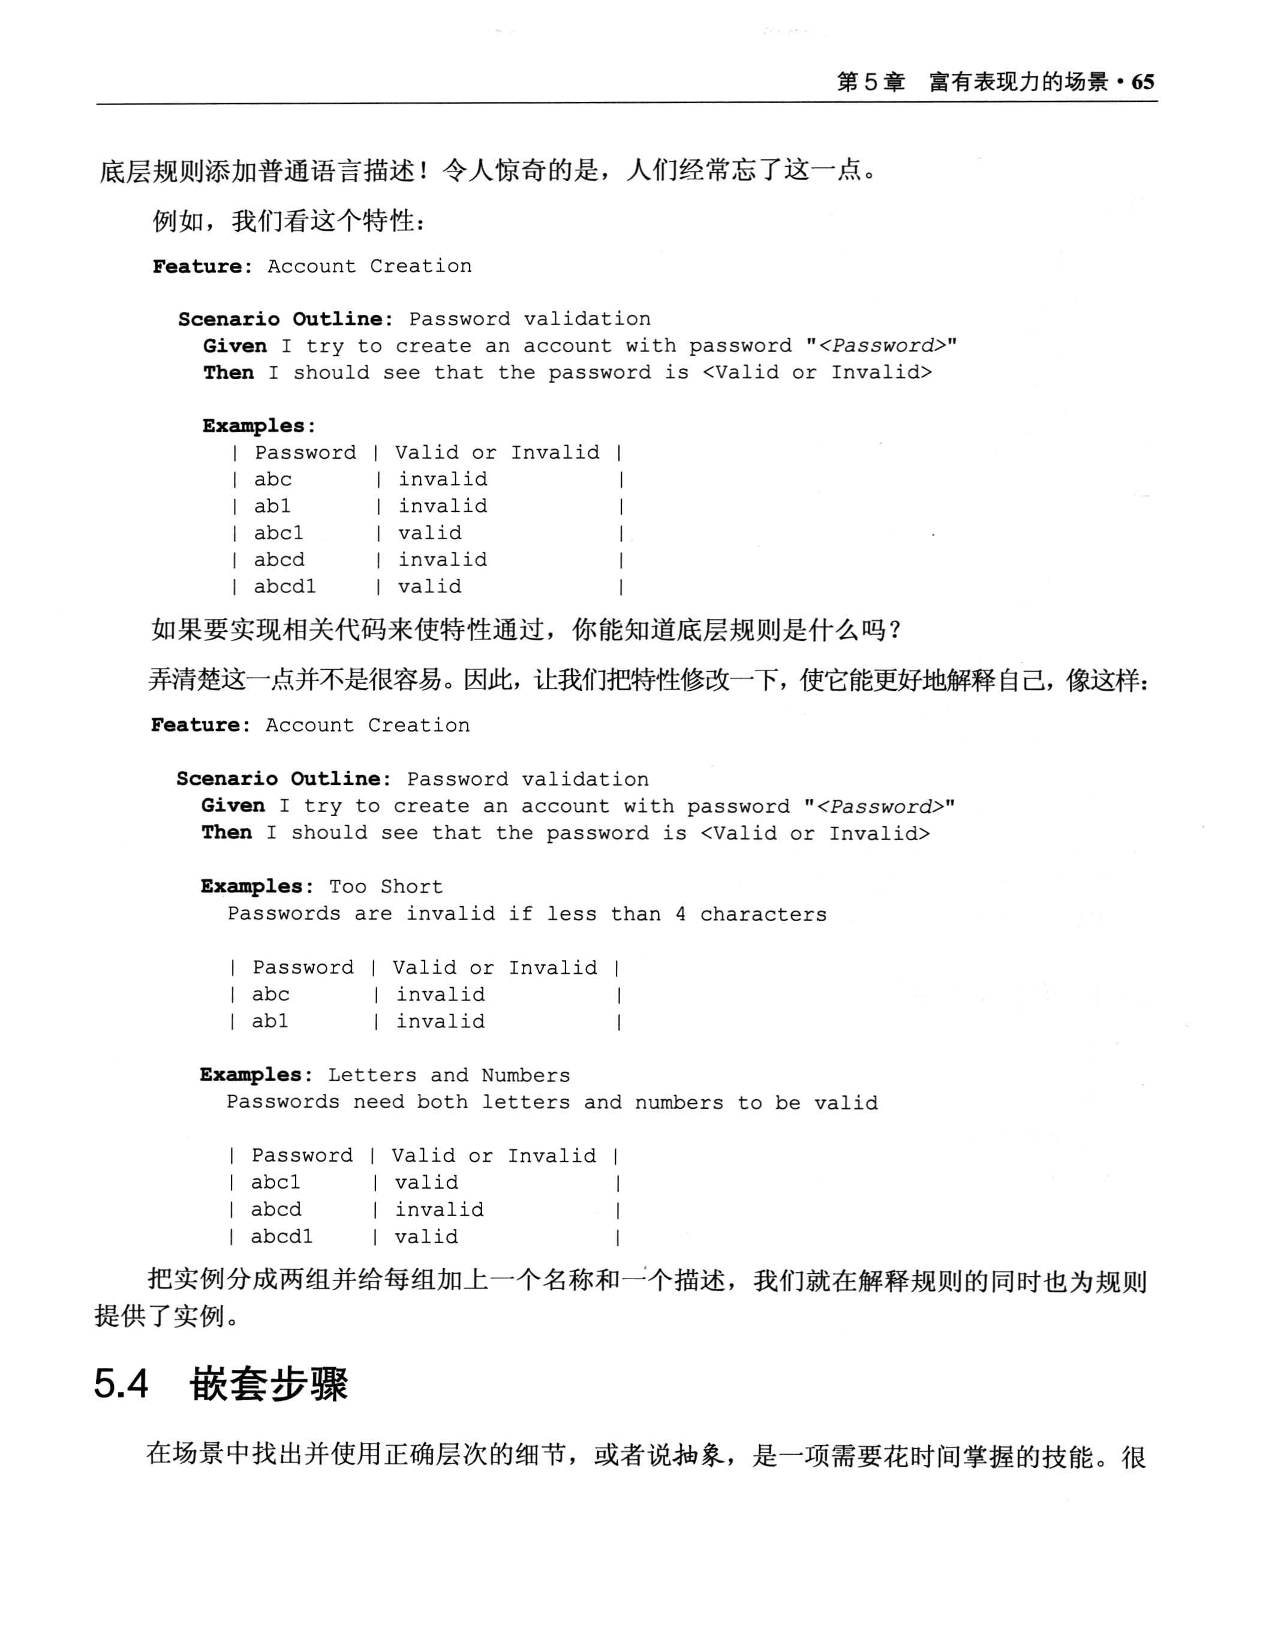 第 5 章 富有表现力的场景 · 65
底层规则添加普通语言描述！令人惊奇的是，人们经常忘了这一点。
例如，我们看这个特性：
Feature: Account Creation
Scenario Outline: Password validation
Given I try to create an account with password "<Password>"
Then I should see that the password is <Valid or Invalid>
Examples:
| Password | Valid or Invalid |
| abc | invalid |
| ab1 | invalid |
| abc1 | valid |
| abcd | invalid |
| abcd1 | valid |
如果要实现相关代码来使特性通过，你能知道底层规则是什么吗？
弄清楚这一点并不是很容易。因此，让我们把特性修改一下，使它能更好地解释自己，像这样：
Feature: Account Creation
Scenario Outline: Password validation
Given I try to create an account with password "<Password>"
Then I should see that the password is <Valid or Invalid>
Examples: Too Short
Passwords are invalid if less than 4 characters
| Password | Valid or Invalid |
| abc | invalid |
| ab1 | invalid |
Examples: Letters and Numbers
Passwords need both letters and numbers to be valid
| Password | Valid or Invalid |
| abc1 | valid |
| abcd | invalid |
| abcd1 | valid |
把实例分成两组并给每组加上一个名称和一个描述，我们就在解释规则的同时也为规则
提供了实例。
5.4 嵌套步骤
在场景中找出并使用正确层次的细节，或者说抽象，是一项需要花时间掌握的技能。很